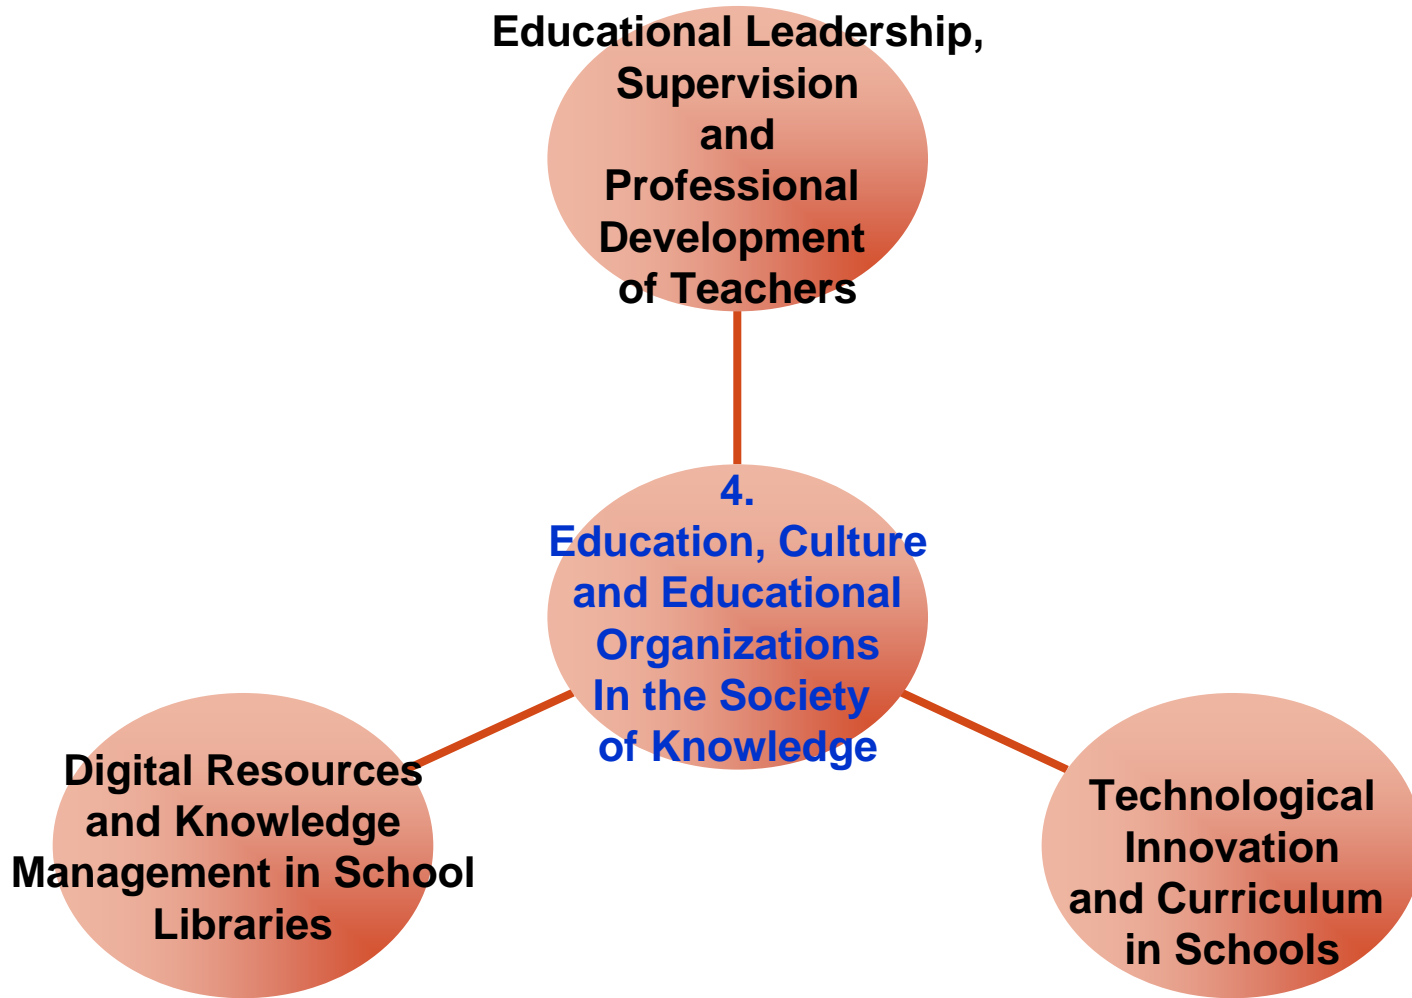 Educational Leadership,
Supervision
and
Professional
Development
of Teachers
4.
Education, Culture
and Educational
Organizations
In the Society
of Knowledge
Digital Resources
and Knowledge
Management in School
Libraries
Technological
Innovation
and Curriculum
in Schools